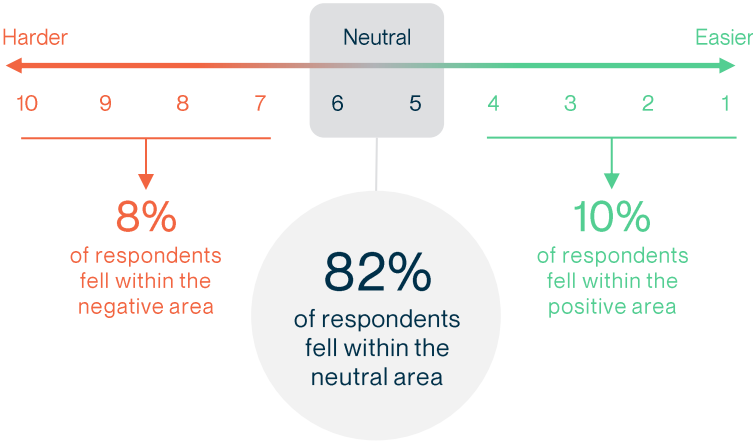 Harder
Neutral
Easier
10 9 8 7 6 5 4 3 2 1
8%
of respondents
fell within the
negative area
82%
of respondents
fell within the
neutral area
10%
of respondents
fell within the
positive area